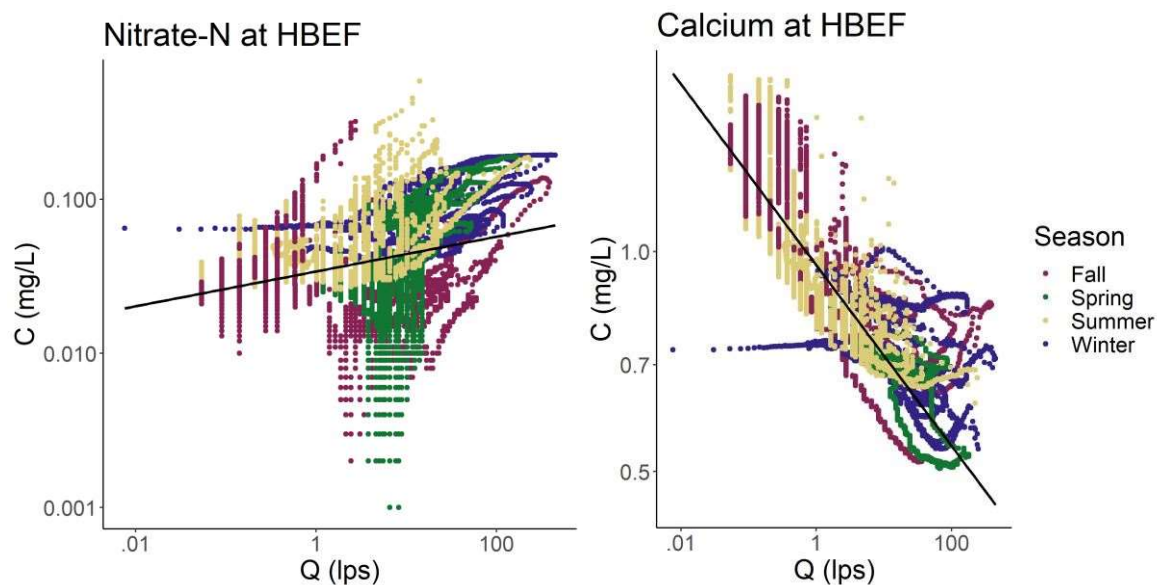 Nitrate-N at HBEF
C (mg/L)
0.100
0.010
0.001
.01
1
100
Q (lps)
Calcium at HBEF
C (mg/L)
1.0
0.7
0.5
.01
1
100
Q (lps)
Season
Fall
Spring
Summer
Winter